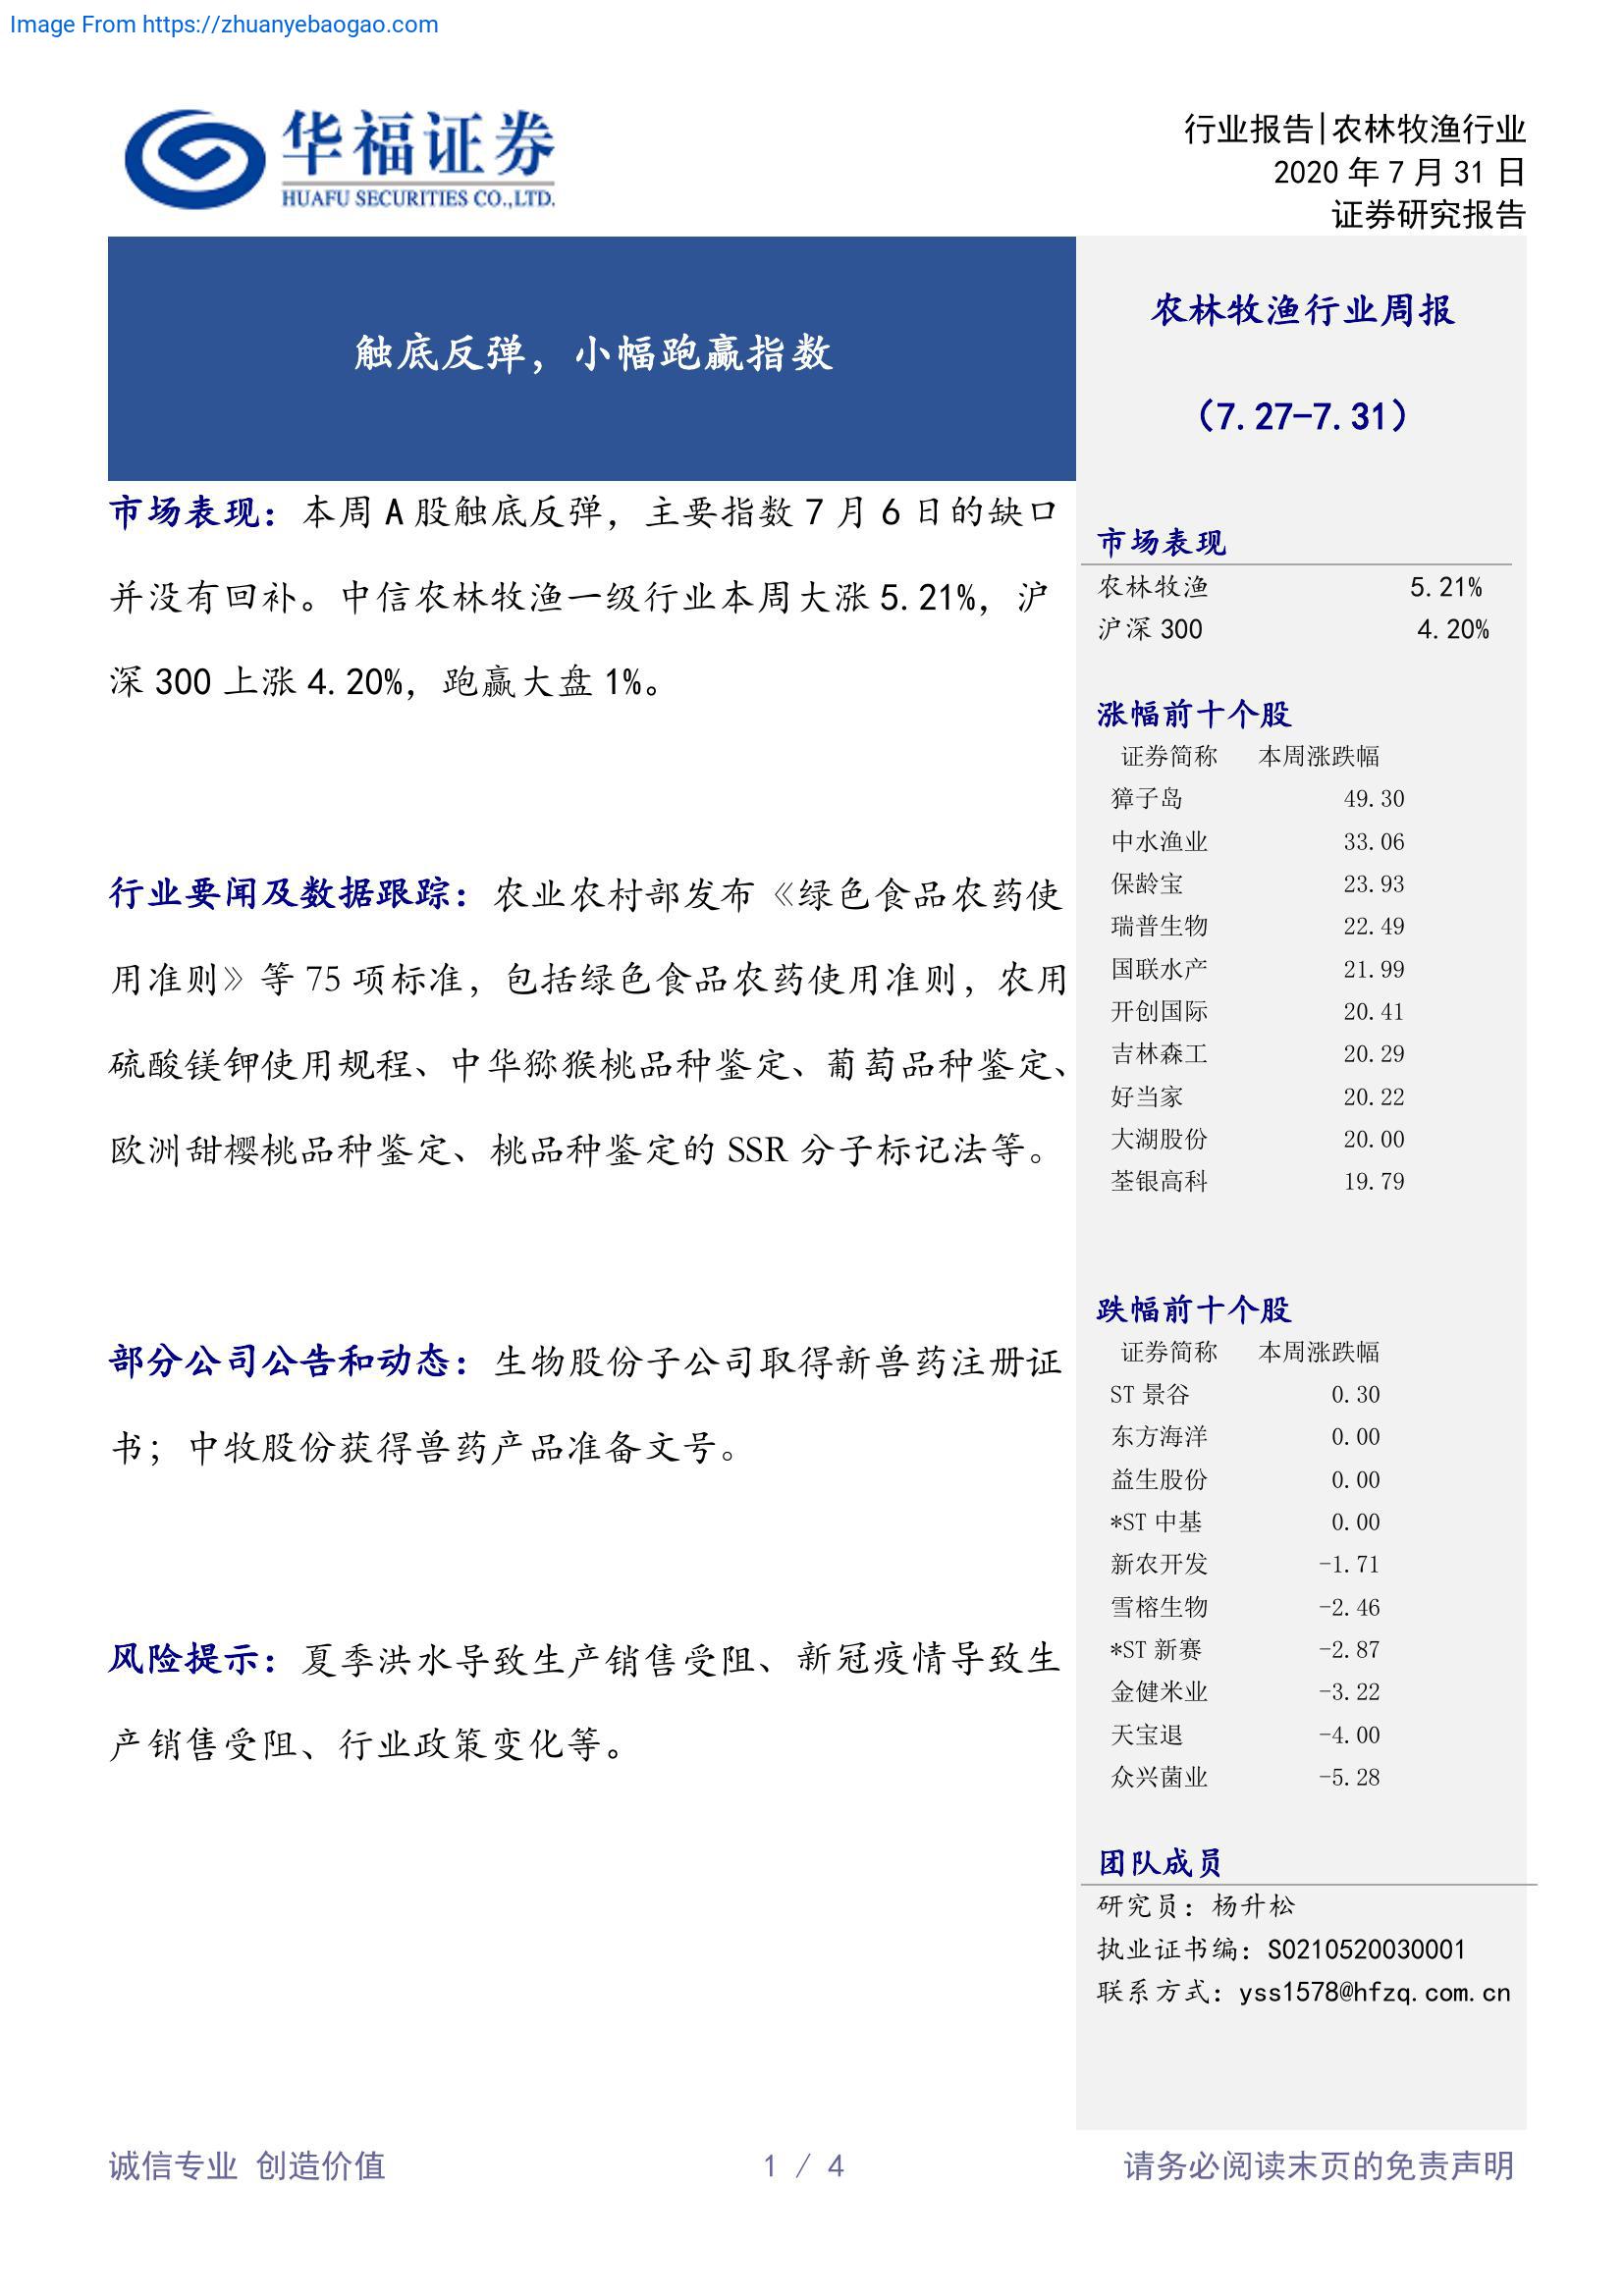 Image From https://zhuanyebaogao.com
华福证券
HUAFU SECURITIES CO.,LTD.
行业报告|农林牧渔行业
2020 年 7 月 31 日
证券研究报告
触底反弹，小幅跑赢指数
市场表现：本周 A 股触底反弹，主要指数 7 月 6 日的缺口
并没有回补。中信农林牧渔一级行业本周大涨 5.21%，沪
深 300 上涨 4.20%，跑赢大盘 1%。
行业要闻及数据跟踪：农业农村部发布《绿色食品农药使
用准则》等 75 项标准，包括绿色食品农药使用准则，农用
硫酸镁钾使用规程、中华猕猴桃品种鉴定、葡萄品种鉴定、
欧洲甜樱桃品种鉴定、桃品种鉴定的 SSR 分子标记法等。
部分公司公告和动态：生物股份子公司取得新兽药注册证
书；中牧股份获得兽药产品准备文号。
风险提示：夏季洪水导致生产销售受阻、新冠疫情导致生
产销售受阻、行业政策变化等。
农林牧渔行业周报
（7.27-7.31）
市场表现
农林牧渔 5.21%
沪深 300 4.20%
涨幅前十个股
证券简称 本周涨跌幅
獐子岛 49.30
中水渔业 33.06
保龄宝 23.93
瑞普生物 22.49
国联水产 21.99
开创国际 20.41
吉林森工 20.29
好当家 20.22
大湖股份 20.00
荃银高科 19.79
跌幅前十个股
证券简称 本周涨跌幅
ST 景谷 0.30
东方海洋 0.00
益生股份 0.00
*ST 中基 0.00
新农开发 -1.71
雪榕生物 -2.46
*ST 新赛 -2.87
金健米业 -3.22
天宝退 -4.00
众兴菌业 -5.28
团队成员
研究员：杨升松
执业证书编：S0210520030001
联系方式：yss1578@hfzq.com.cn
诚信专业 创造价值
1 / 4
请务必阅读末页的免责声明